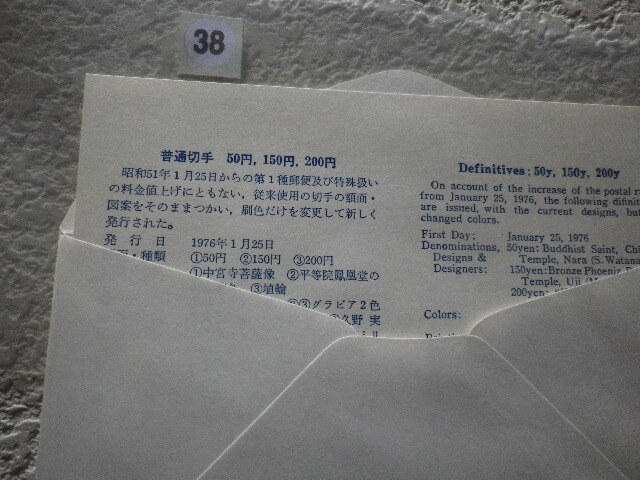 38
普通切手 50円, 150円, 200円
昭和51年1月25日からの第1種郵便及び特殊扱い
の料金値上げにともない, 従来使用の切手の額面・
図案をそのままつかい, 刷色だけを変更して新しく
発行された。
発行日 1976年1月25日
・種類 ①50円 ②150円 ③200円
①中宮寺菩薩像 ②平等院鳳凰堂の
③埴輪
③グラビア2色
久野 実
Definitives: 50y, 150y, 200y
On account of the increase of the postal
from January 25, 1976, the following difinit
are issued, with the current designs, but
changed colors.
First Day: January 25, 1976
Denominations, 50yen: Buddhist Saint,
Designs & Temple, Nara (S. Watana
Designers: 150yen: Bronze Phoenix
Temple, Uji
200yen:
Colors: